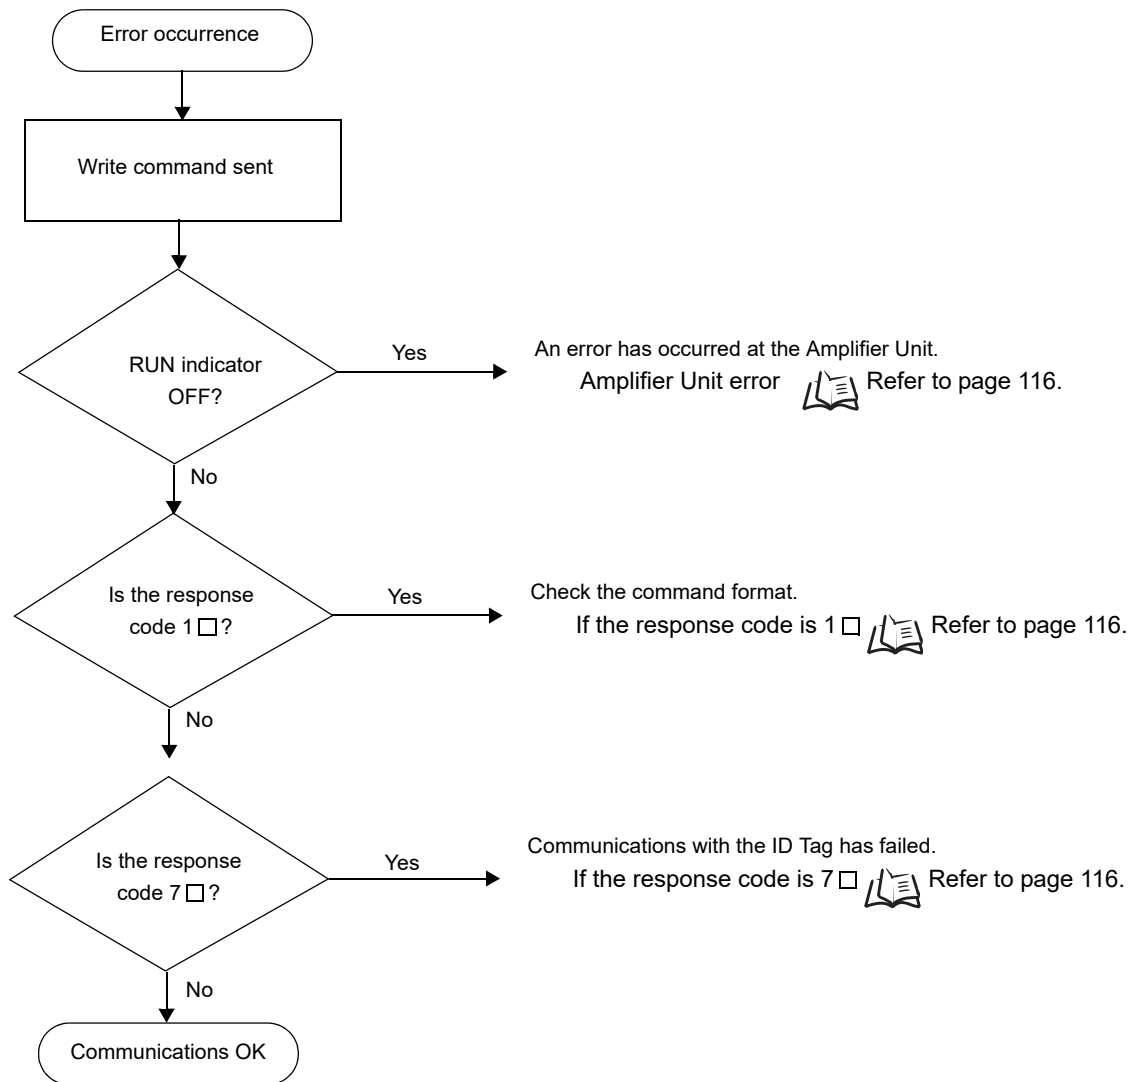 Error occurrence
Write command sent
RUN indicator
OFF?
Yes
An error has occurred at the Amplifier Unit.
Amplifier Unit error Refer to page 116.
No
Is the response
code 1□?
Yes
Check the command format.
If the response code is 1□ Refer to page 116.
No
Is the response
code 7□?
Yes
Communications with the ID Tag has failed.
If the response code is 7□ Refer to page 116.
No
Communications OK